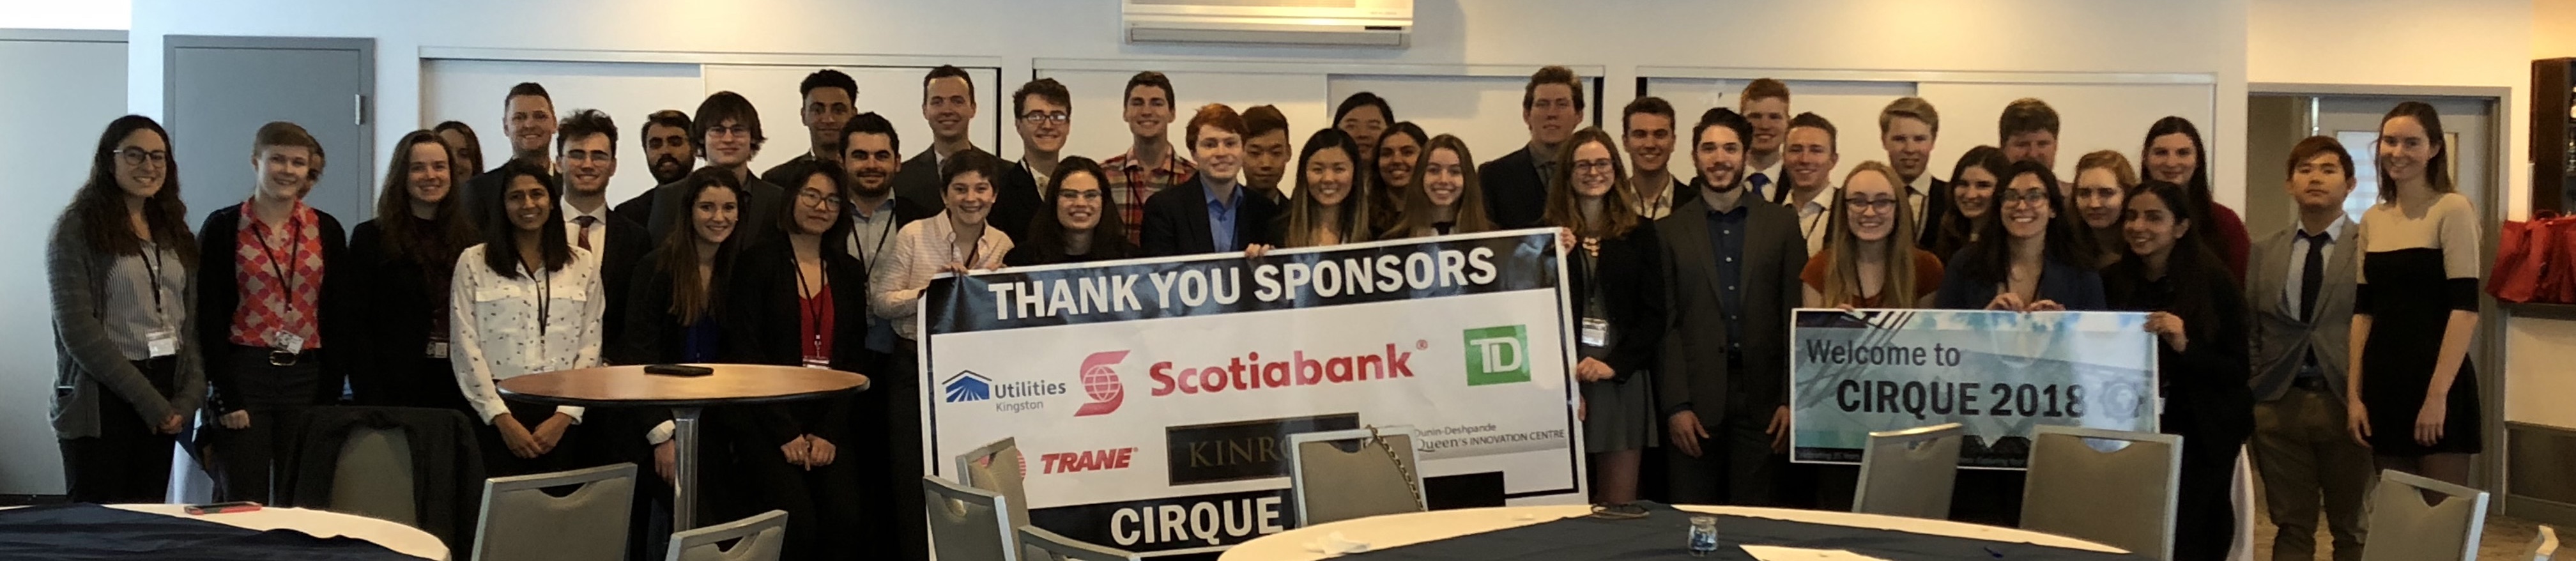 THANK YOU SPONSORS
Utilities
Kingston
Scotiabank®
TD
TRANE®
Dunin-Deshpande
Queen's INNOVATION CENTRE
CIRQUE
Welcome to
CIRQUE 2018